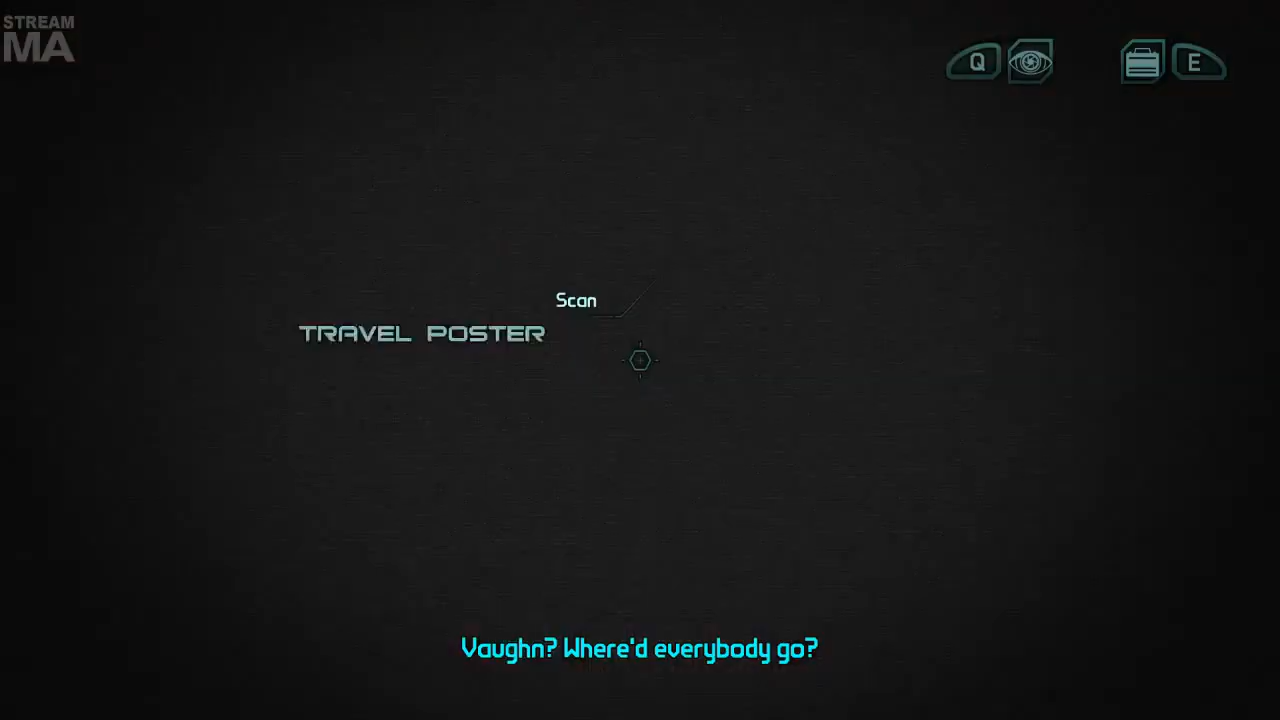 STREAM
MA
Q
E
Scan
TRAVEL POSTER
Vaughn? Where'd everybody go?